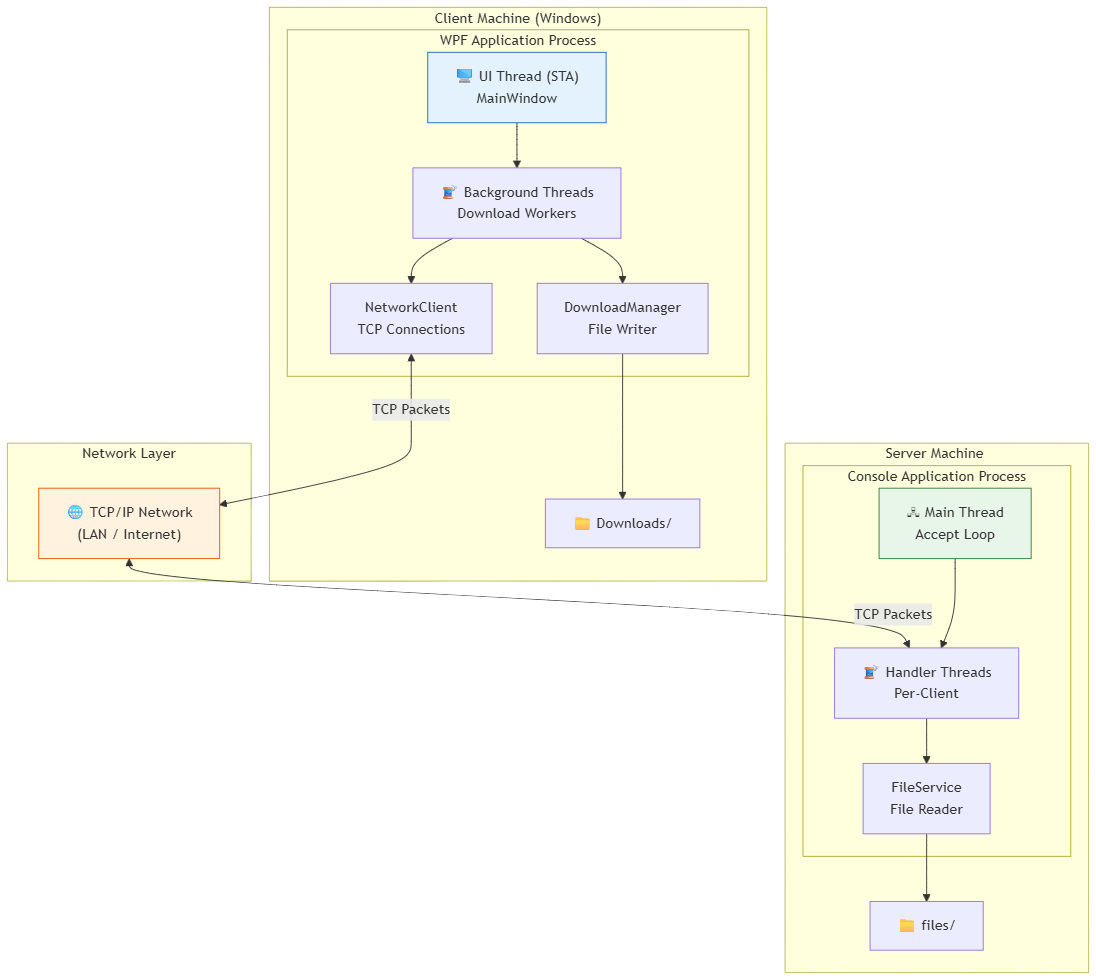 Client Machine (Windows)
WPF Application Process
UI Thread (STA)
MainWindow
Background Threads
Download Workers
NetworkClient
TCP Connections
DownloadManager
File Writer
TCP Packets
Downloads/
Network Layer
TCP/IP Network
(LAN / Internet)
Server Machine
Console Application Process
Main Thread
Accept Loop
TCP Packets
Handler Threads
Per-Client
FileService
File Reader
files/